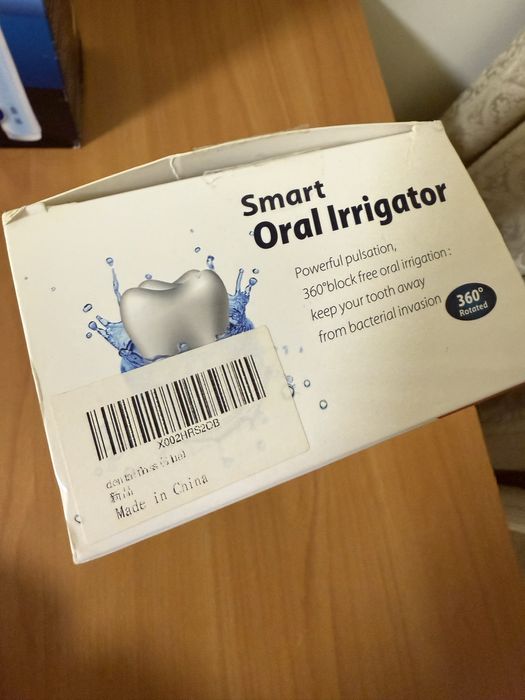 Smart
Oral Irrigator
Powerful pulsation,
360°block free oral irrigation:
keep your tooth away
from bacterial invasion
360°
Rotated
X002HRS2OB
新品
Made in China